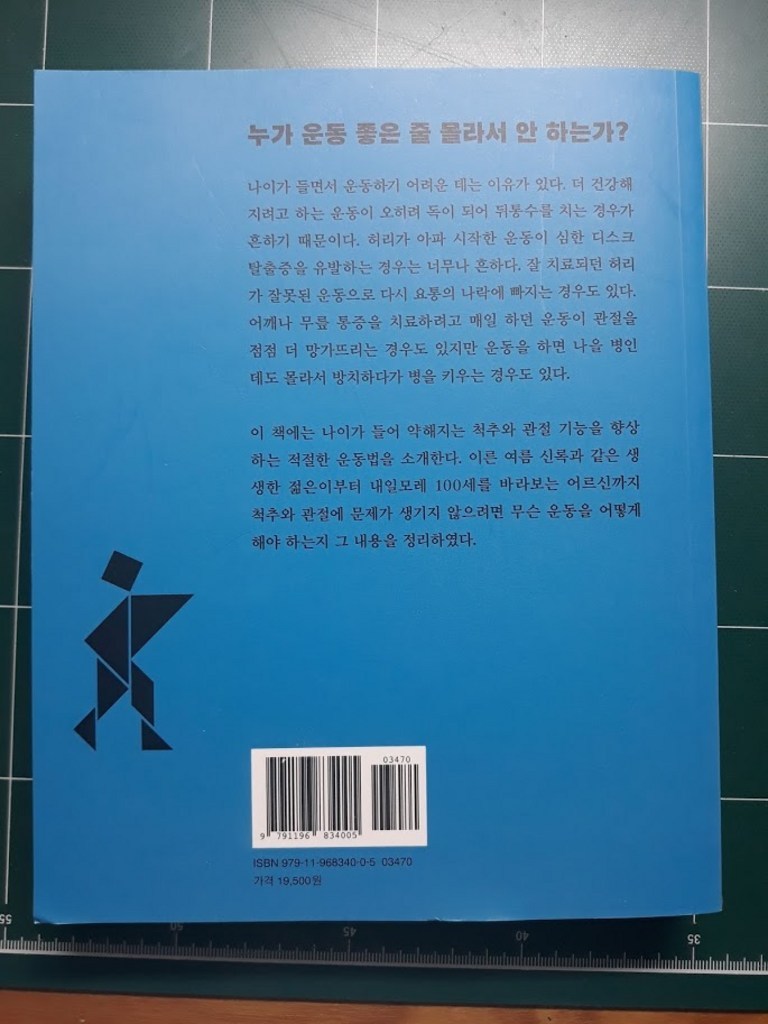 누가 운동 좋은 줄 몰라서 안 하는가?
나이가 들면서 운동하기 어려운 데는 이유가 있다. 더 건강해
지려고 하는 운동이 오히려 독이 되어 뒤통수를 치는 경우가
흔하기 때문이다. 허리가 아파 시작한 운동이 심한 디스크
탈출증을 유발하는 경우는 너무나 흔하다. 잘 치료되던 허리
가 잘못된 운동으로 다시 요통의 나락에 빠지는 경우도 있다.
어깨나 무릎 통증을 치료하려고 매일 하던 운동이 관절을
점점 더 망가뜨리는 경우도 있지만 운동을 하면 나을 병인
데도 몰라서 방치하다가 병을 키우는 경우도 있다.
이 책에는 나이가 들어 약해지는 척추와 관절 기능을 향상
하는 적절한 운동법을 소개한다. 이른 여름 신록과 같은 생
생한 젊은이부터 내일모레 100세를 바라보는 어르신까지
척추와 관절에 문제가 생기지 않으려면 무슨 운동을 어떻게
해야 하는지 그 내용을 정리하였다.
03470
9 791196 834005
ISBN 979-11-968340-0-5 03470
가격 19,500원
55 50 45 40 35